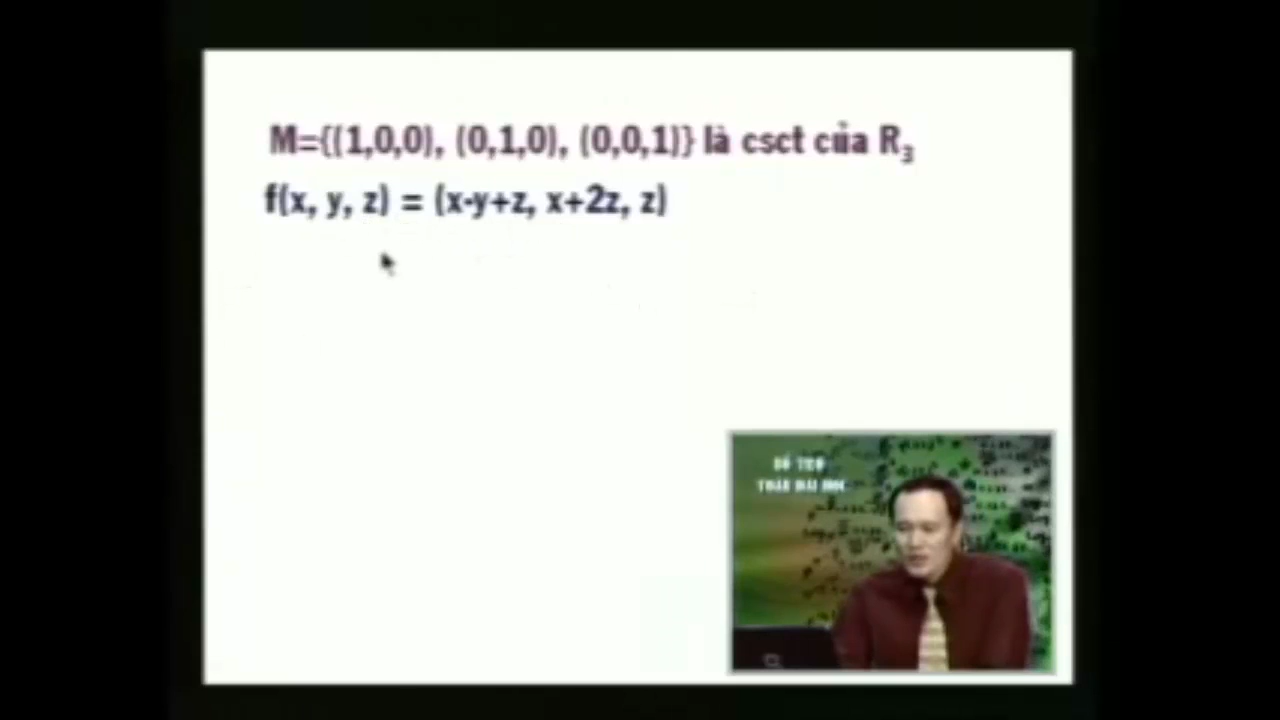 M={(1,0,0), (0,1,0), (0,0,1)} là csct của R₃
f(x, y, z) = (x-y+z, x+2z, z)